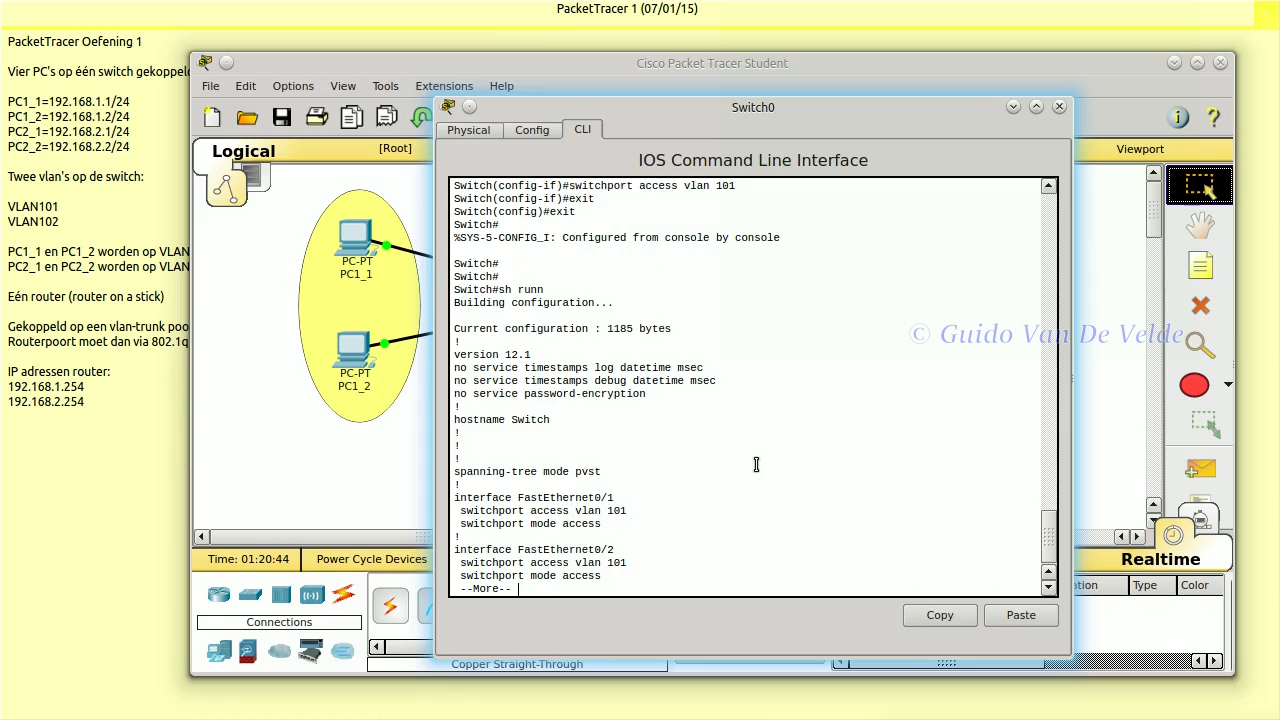 PacketTracer 1 (07/01/15)
PacketTracer Oefening 1
Vier PC's op één switch gekoppeld
PC1_1=192.168.1.1/24
PC1_2=192.168.1.2/24
PC2_1=192.168.2.1/24
PC2_2=192.168.2.2/24
Twee vlan's op de switch:
VLAN101
VLAN102
PC1_1 en PC1_2 worden op VLAN
PC2_1 en PC2_2 worden op VLAN
Eén router (router on a stick)
Gekoppeld op een vlan-trunk poo
Routerpoort moet dan via 802.1q
IP adressen router:
192.168.1.254
192.168.2.254
Cisco Packet Tracer Student
File Edit Options View Tools Extensions Help
Logical
[Root]
Viewport
PC-PT
PC1_1
PC-PT
PC1_2
Time: 01:20:44
Power Cycle Devices
Realtime
Connections
Copper Straight-Through
ation Type Color
Switch0
Physical Config CLI
IOS Command Line Interface
Switch(config-if)#switchport access vlan 101
Switch(config-if)#exit
Switch(config)#exit
Switch#
%SYS-5-CONFIG_I: Configured from console by console
Switch#
Switch#
Switch#sh runn
Building configuration...
Current configuration : 1185 bytes
!
version 12.1
no service timestamps log datetime msec
no service timestamps debug datetime msec
no service password-encryption
!
hostname Switch
!
!
!
spanning-tree mode pvst
!
interface FastEthernet0/1
switchport access vlan 101
switchport mode access
!
interface FastEthernet0/2
switchport access vlan 101
switchport mode access
--More--
Copy Paste
© Guido Van De Velde